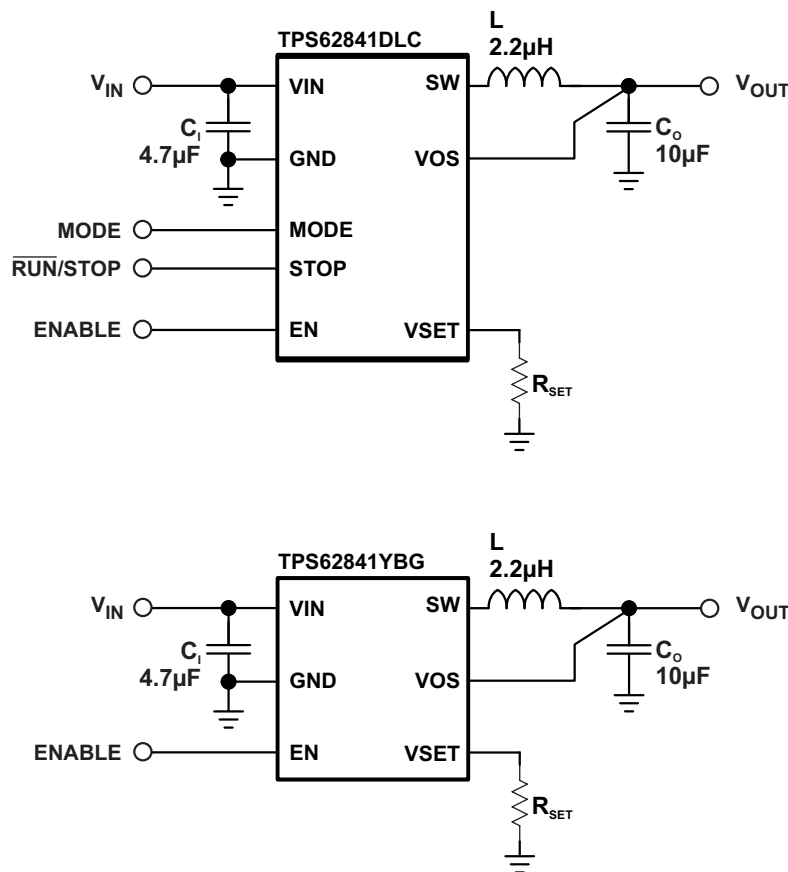 TPS62841DLC
L
2.2µH
VIN
VIN
SW
VOUT
CI
4.7µF
CO
10µF
GND
VOS
MODE
MODE
RUN/STOP
STOP
ENABLE
EN
VSET
RSET
TPS62841YBG
L
2.2µH
VIN
VIN
SW
VOUT
CI
4.7µF
CO
10µF
GND
VOS
ENABLE
EN
VSET
RSET